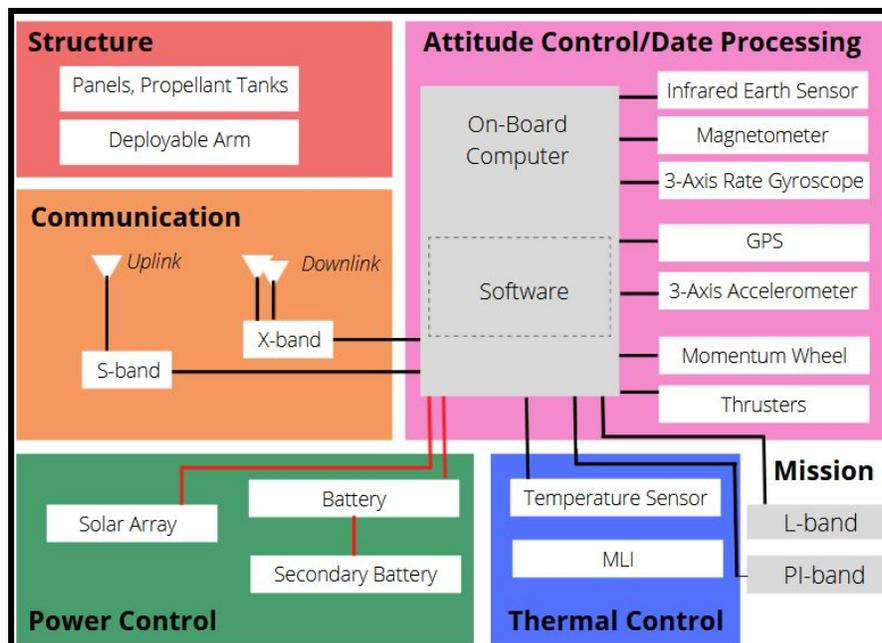 Structure
Panels, Propellant Tanks
Deployable Arm
Communication
Uplink
Downlink
X-band
S-band
Attitude Control/Date Processing
On-Board
Computer
Software
Infrared Earth Sensor
Magnetometer
3-Axis Rate Gyroscope
GPS
3-Axis Accelerometer
Momentum Wheel
Thrusters
Solar Array
Battery
Secondary Battery
Power Control
Temperature Sensor
MLI
Thermal Control
Mission
L-band
PI-band